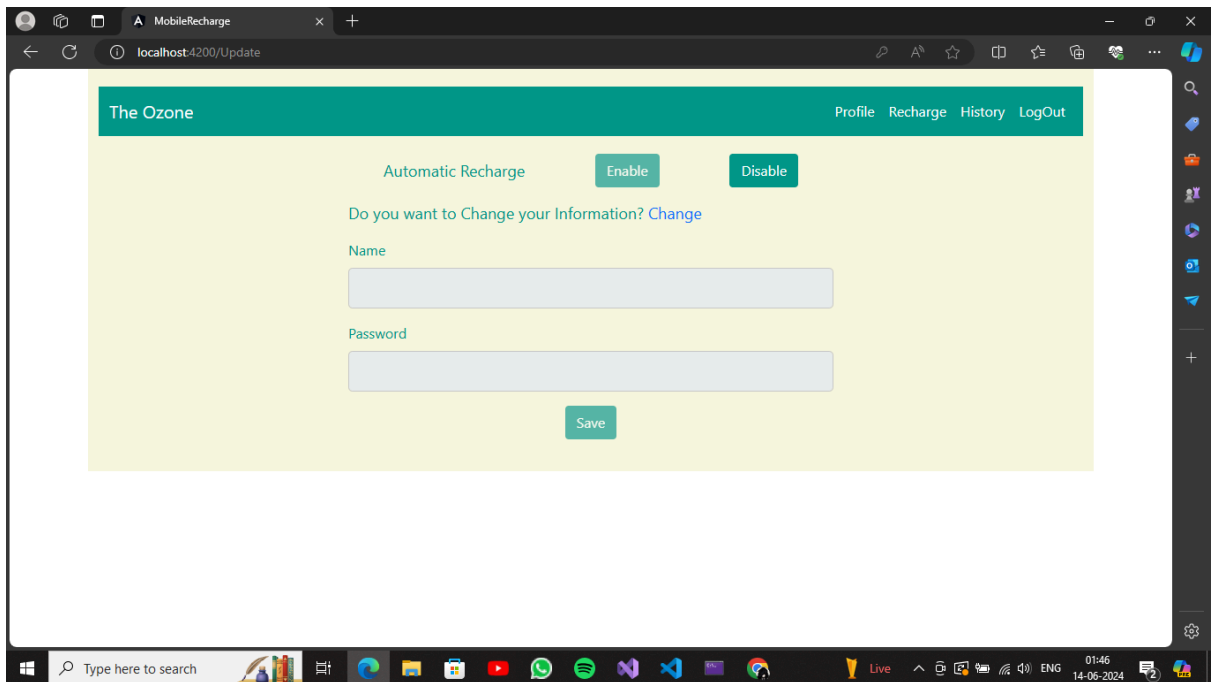 MobileRecharge
localhost:4200/Update
The Ozone
Profile Recharge History LogOut
Automatic Recharge Enable Disable
Do you want to Change your Information? Change
Name
Password
Save
Type here to search
Live
ENG
01:46
14-06-2024
2